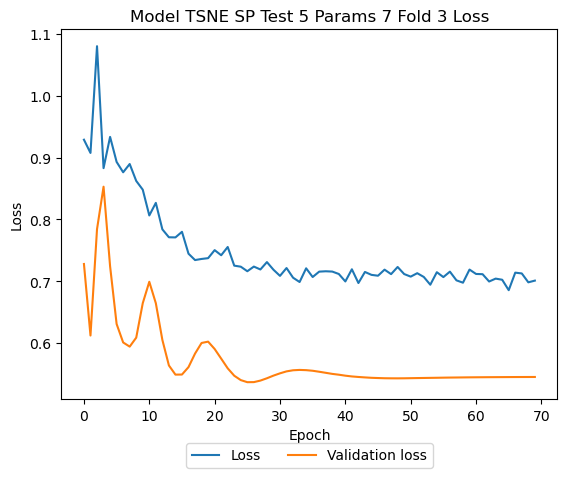 Model TSNE SP Test 5 Params 7 Fold 3 Loss
1.1
1.0
0.9
0.8
0.7
0.6
Loss
0 10 20 30 40 50 60 70
Epoch
Loss Validation loss